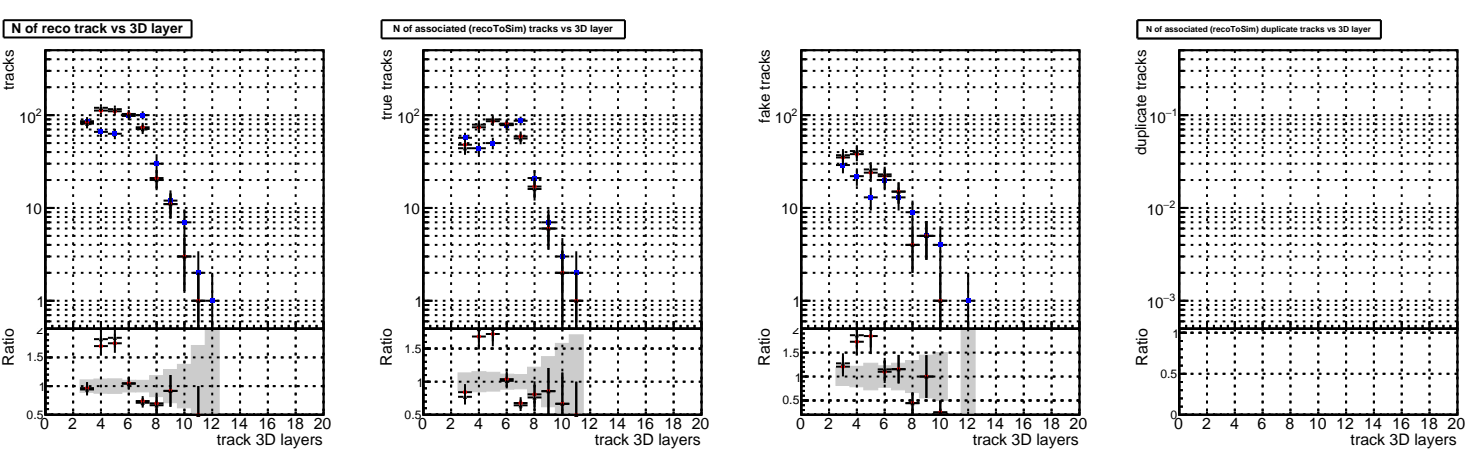 N of reco track vs 3D layer
tracks
10²
10
1
Ratio
2
1.5
1
0.5
0 2 4 6 8 10 12 14 16 18 20
track 3D layers
N of associated (recoToSim) tracks vs 3D layer
true tracks
10²
10
1
Ratio
1.5
1
0.5
0 2 4 6 8 10 12 14 16 18 20
track 3D layers
fake tracks
10²
10
1
Ratio
2
1.5
1
0.5
0 2 4 6 8 10 12 14 16 18 20
track 3D layers
N of associated (recoToSim) duplicate tracks vs 3D layer
duplicate tracks
10⁻¹
10⁻²
10⁻³
Ratio
1
0.5
0
0 2 4 6 8 10 12 14 16 18 20
track 3D layers